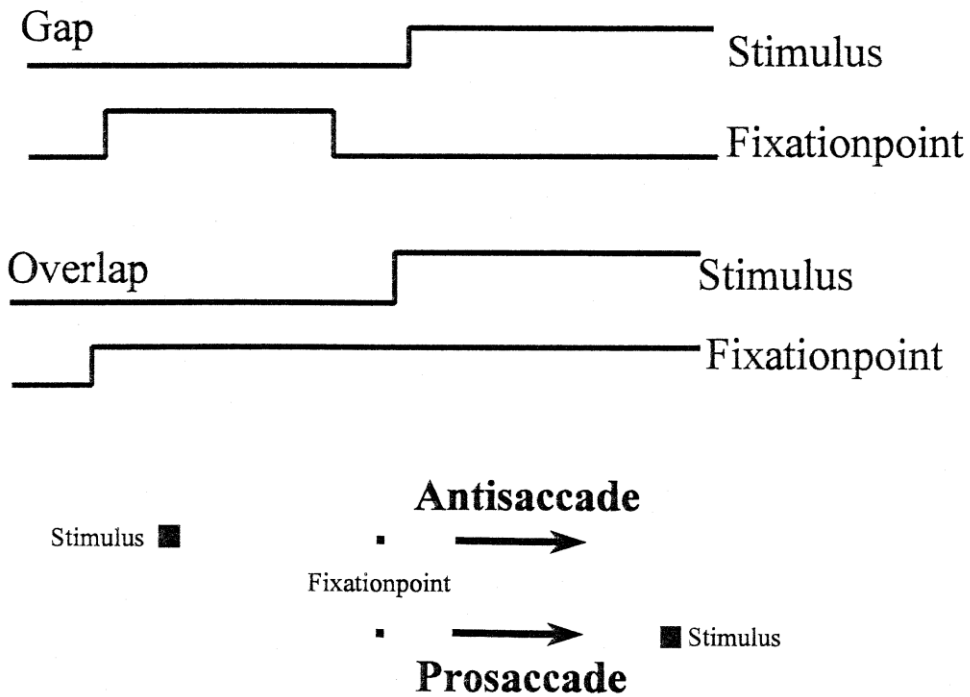 Gap
Stimulus
Fixationpoint
Overlap
Stimulus
Fixationpoint
Antisaccade
Stimulus
Fixationpoint
Stimulus
Prosaccade